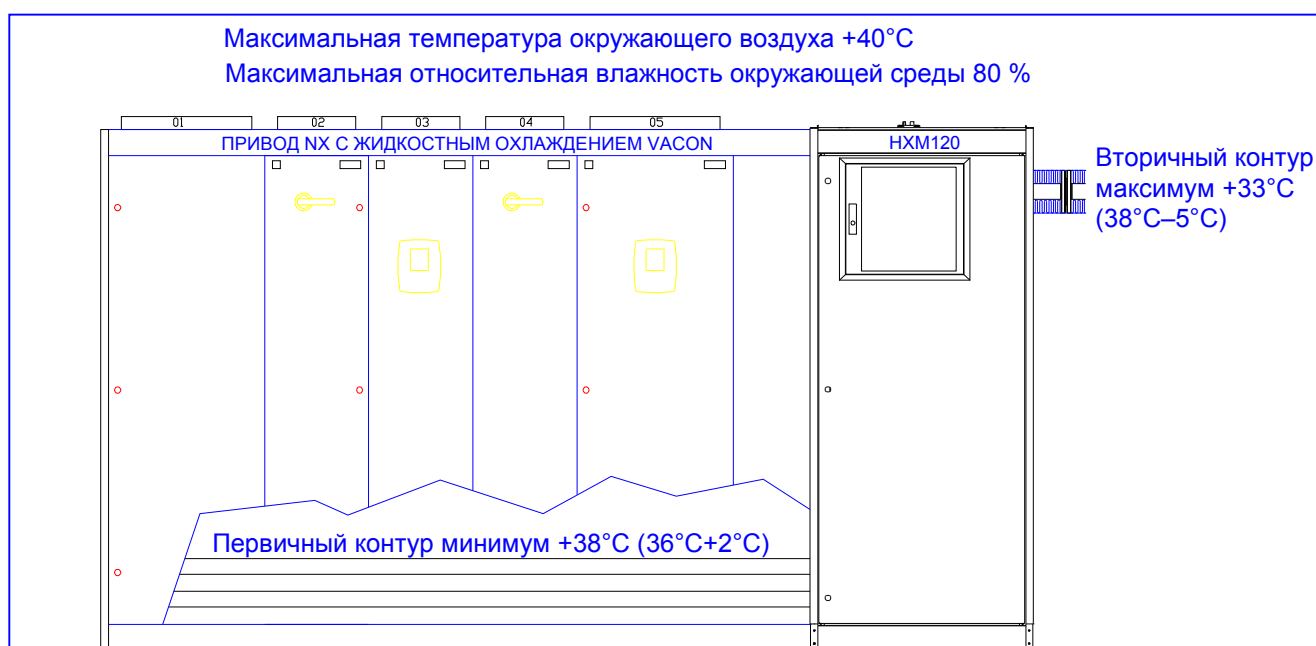 Максимальная температура окружающего воздуха +40°C
Максимальная относительная влажность окружающей среды 80 %
01 02 03 04 05
ПРИВОД NX С ЖИДКОСТНЫМ ОХЛАЖДЕНИЕМ VACON
HXM120
Вторичный контур
максимум +33°C
(38°C–5°C)
Первичный контур минимум +38°C (36°C+2°C)